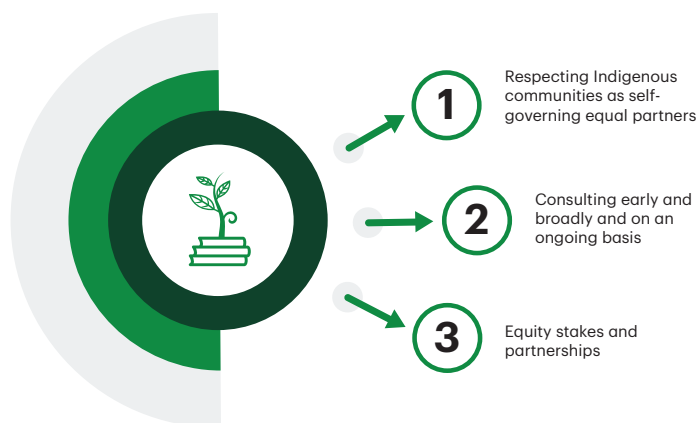 1
Respecting Indigenous
communities as self-
governing equal partners
2
Consulting early and
broadly and on an
ongoing basis
3
Equity stakes and
partnerships